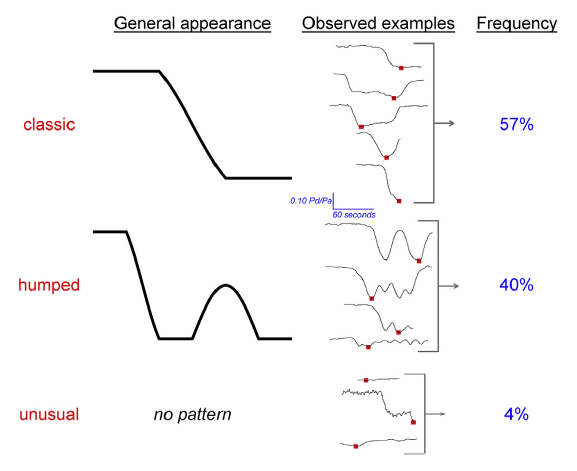 General appearance
Observed examples
Frequency
classic
57%
0.10 Pd/Pa
60 seconds
humped
40%
unusual
no pattern
4%